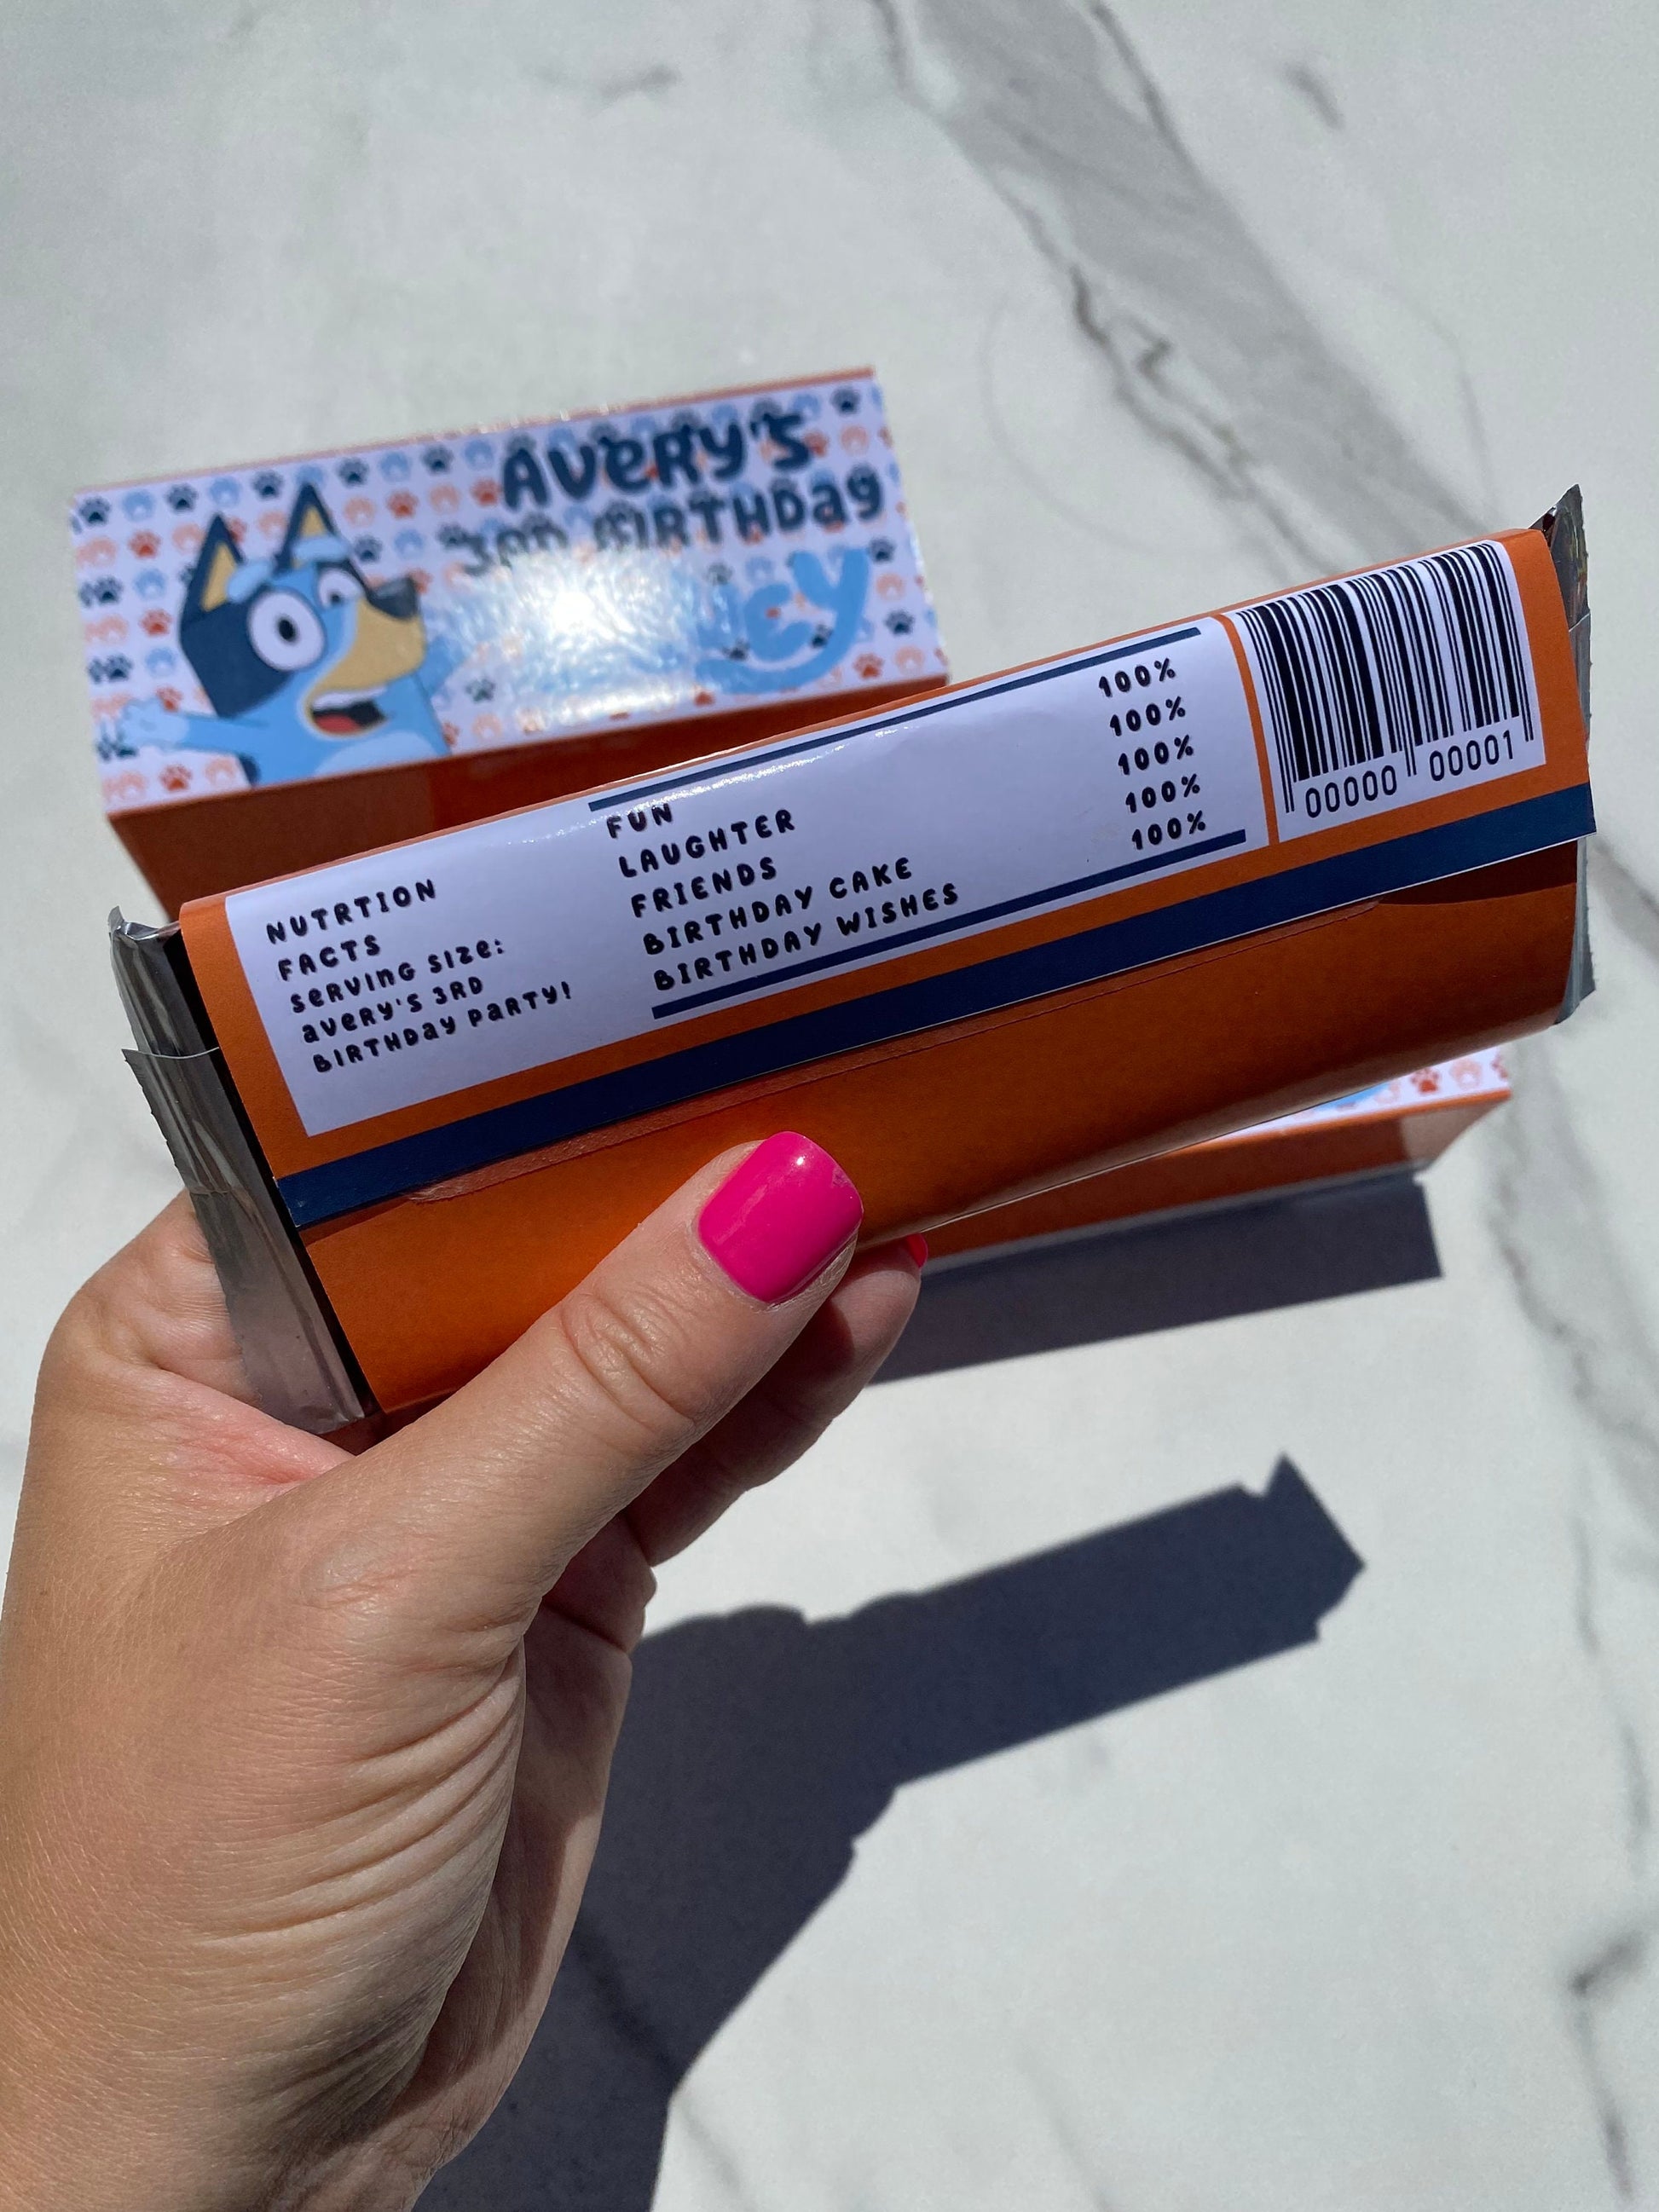 AVERY'S
3RD BIRTHDAY
NUTRTION
FACTS
SERVING SIZE:
AVERY'S 3RD
BIRTHDAY PARTY!
FUN 100%
LAUGHTER 100%
FRIENDS 100%
BIRTHDAY CAKE 100%
BIRTHDAY WISHES 100%
00000 00001